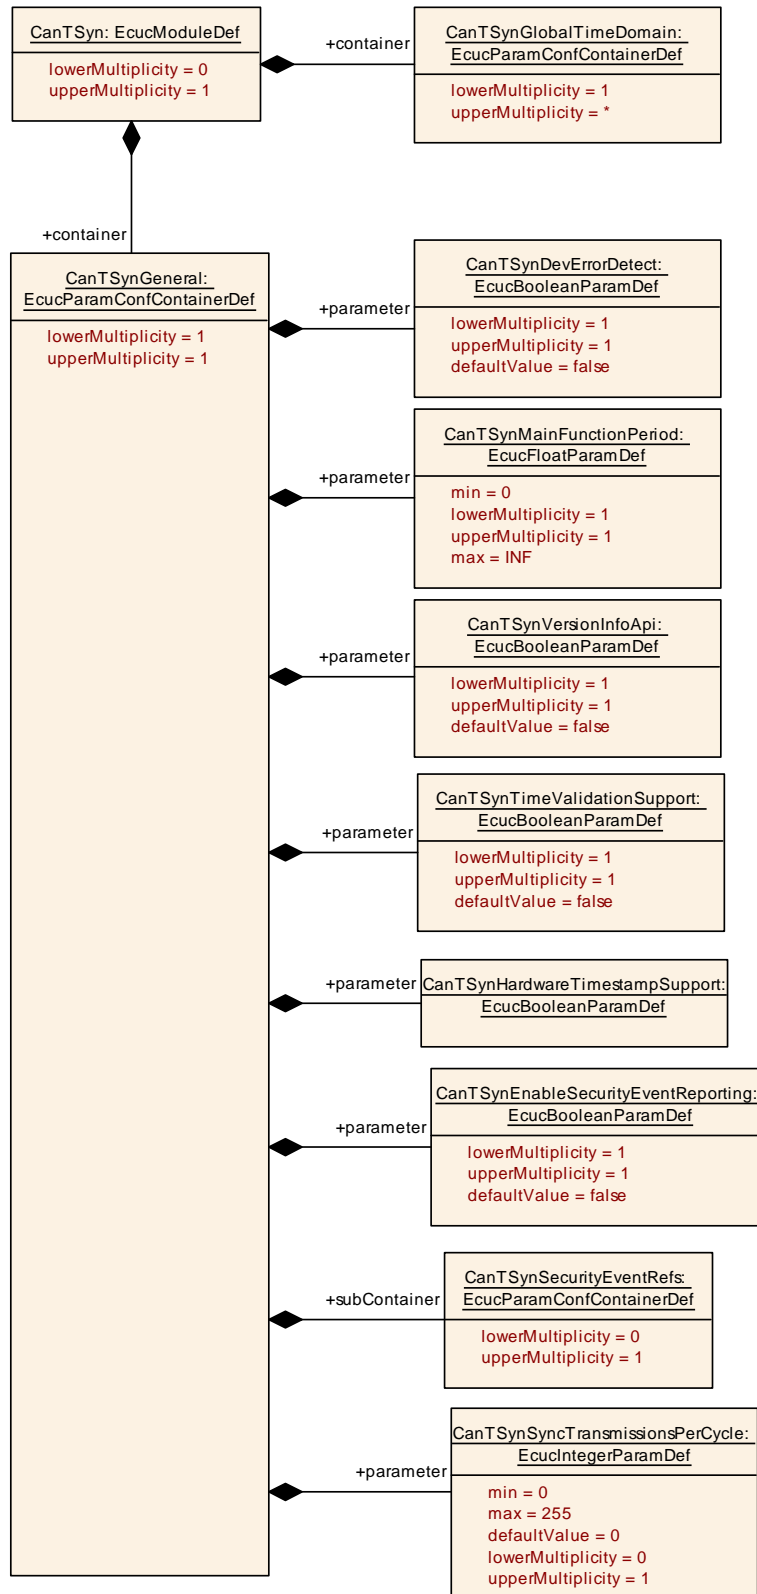 CanTSyn: EcucModuleDef
lowerMultiplicity = 0
upperMultiplicity = 1
+container
CanTSynGlobalTimeDomain:
EcucParamConfContainerDef
lowerMultiplicity = 1
upperMultiplicity = *
+container
CanTSynGeneral:
EcucParamConfContainerDef
lowerMultiplicity = 1
upperMultiplicity = 1
+parameter
CanTSynDevErrorDetect:
EcucBooleanParamDef
lowerMultiplicity = 1
upperMultiplicity = 1
defaultValue = false
+parameter
CanTSynMainFunctionPeriod:
EcucFloatParamDef
min = 0
lowerMultiplicity = 1
upperMultiplicity = 1
max = INF
+parameter
CanTSynVersionInfoApi:
EcucBooleanParamDef
lowerMultiplicity = 1
upperMultiplicity = 1
defaultValue = false
+parameter
CanTSynTimeValidationSupport:
EcucBooleanParamDef
lowerMultiplicity = 1
upperMultiplicity = 1
defaultValue = false
+parameter
CanTSynHardwareTimestampSupport:
EcucBooleanParamDef
+parameter
CanTSynEnableSecurityEventReporting:
EcucBooleanParamDef
lowerMultiplicity = 1
upperMultiplicity = 1
defaultValue = false
+subContainer
CanTSynSecurityEventRefs:
EcucParamConfContainerDef
lowerMultiplicity = 0
upperMultiplicity = 1
+parameter
CanTSynSyncTransmissionsPerCycle:
EcucIntegerParamDef
min = 0
max = 255
defaultValue = 0
lowerMultiplicity = 0
upperMultiplicity = 1